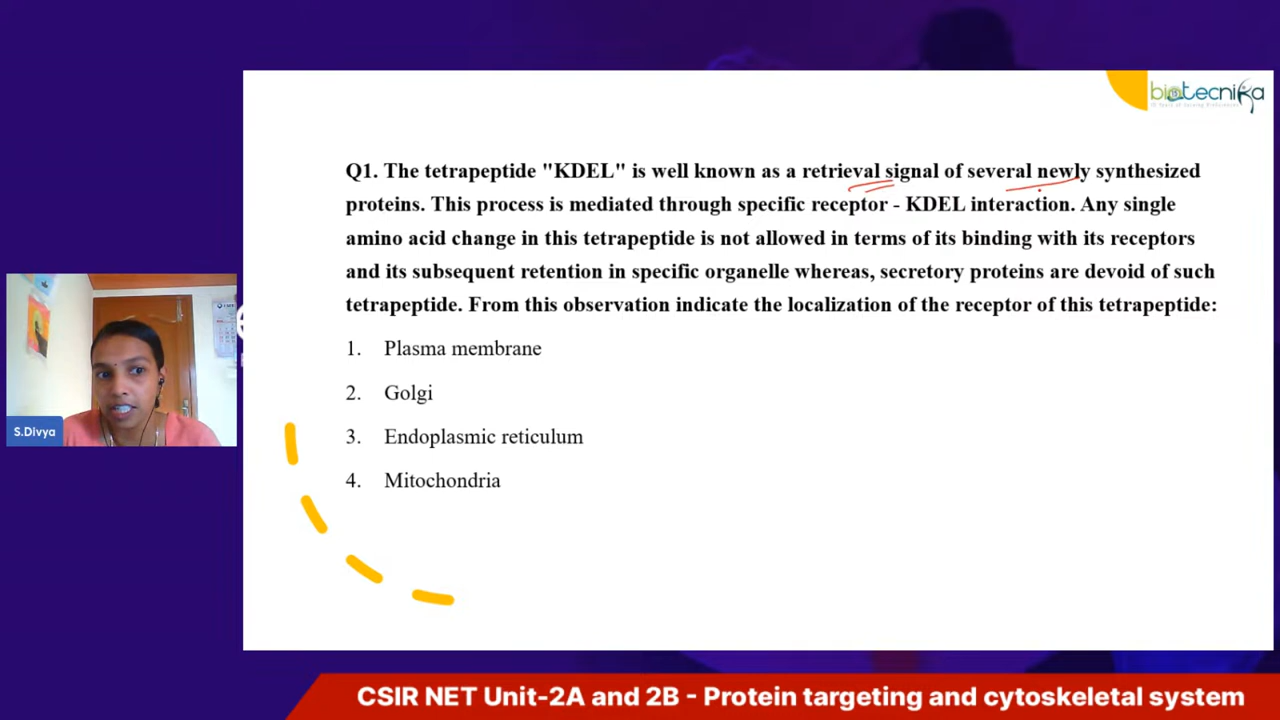 biotecnika
Q1. The tetrapeptide "KDEL" is well known as a retrieval signal of several newly synthesized
proteins. This process is mediated through specific receptor - KDEL interaction. Any single
amino acid change in this tetrapeptide is not allowed in terms of its binding with its receptors
and its subsequent retention in specific organelle whereas, secretory proteins are devoid of such
tetrapeptide. From this observation indicate the localization of the receptor of this tetrapeptide:
1. Plasma membrane
2. Golgi
3. Endoplasmic reticulum
4. Mitochondria
S.Divya
CSIR NET Unit-2A and 2B - Protein targeting and cytoskeletal system